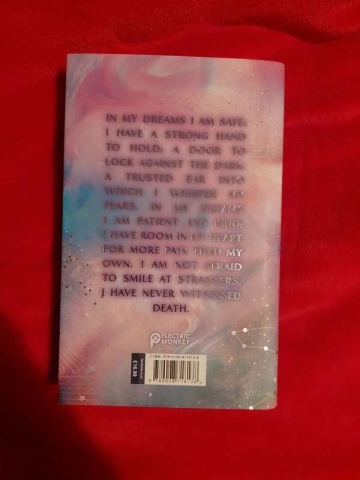 IN MY DREAMS I AM SAFE.
I HAVE A STRONG HAND
TO HOLD; A DOOR TO
LOCK AGAINST THE DARK;
A TRUSTED EAR INTO
WHICH I WHISPER MY
FEARS. IN MY
I AM PATIENT AND KIND.
I HAVE ROOM IN MY HEART
FOR MORE PAIN THAN MY
OWN. I AM NOT AFRAID
TO SMILE AT STRANGERS.
I HAVE NEVER WITNESSED
DEATH.
ELECTRIC
MONKEY